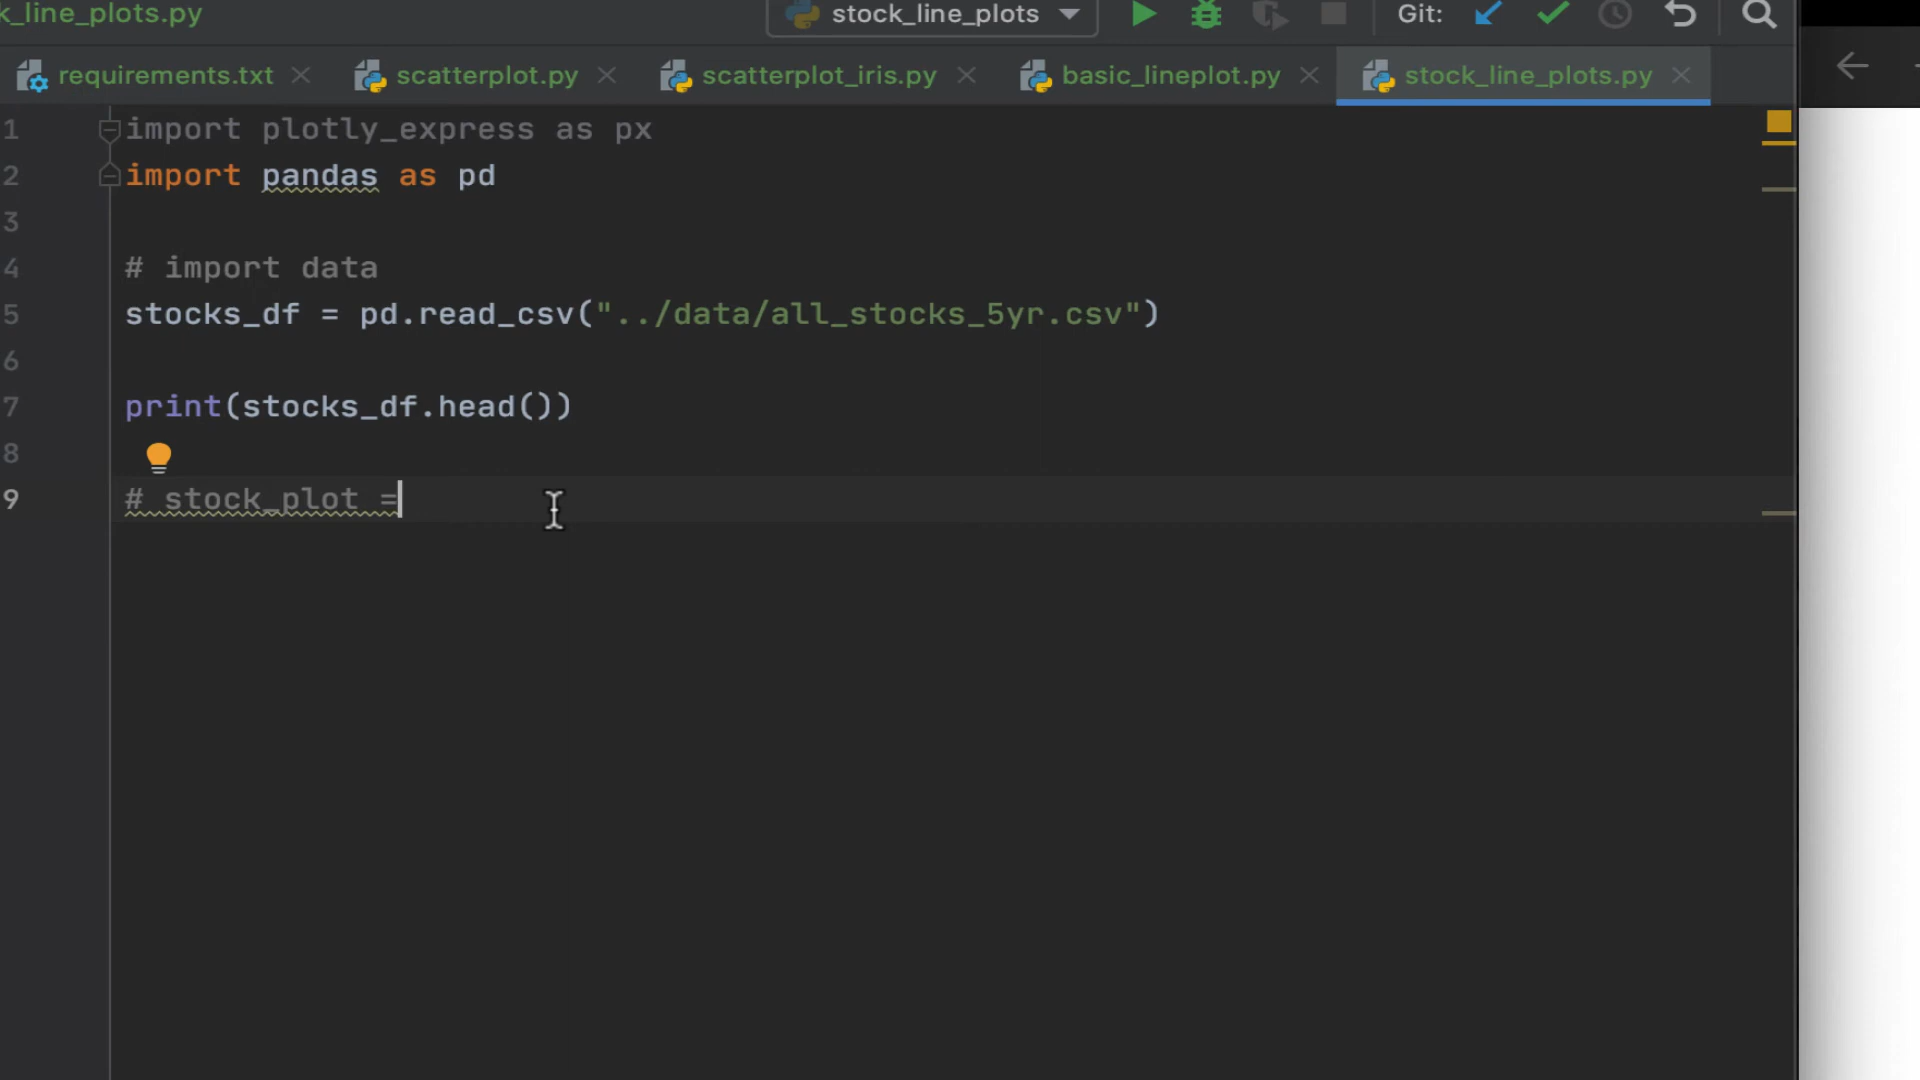 k_line_plots.py stock_line_plots Git:
requirements.txt scatterplot.py scatterplot_iris.py basic_lineplot.py stock_line_plots.py
1 import plotly_express as px
2 import pandas as pd
3
4 # import data
5 stocks_df = pd.read_csv("../data/all_stocks_5yr.csv")
6
7 print(stocks_df.head())
8
9 # stock_plot =